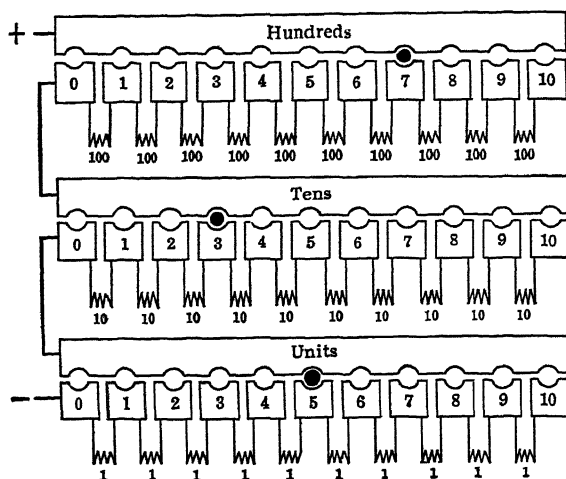 Hundreds
+ −
0 1 2 3 4 5 6 7 8 9 10
100 100 100 100 100 100 100 100 100 100
Tens
0 1 2 3 4 5 6 7 8 9 10
10 10 10 10 10 10 10 10 10 10
Units
−
0 1 2 3 4 5 6 7 8 9 10
1 1 1 1 1 1 1 1 1 1